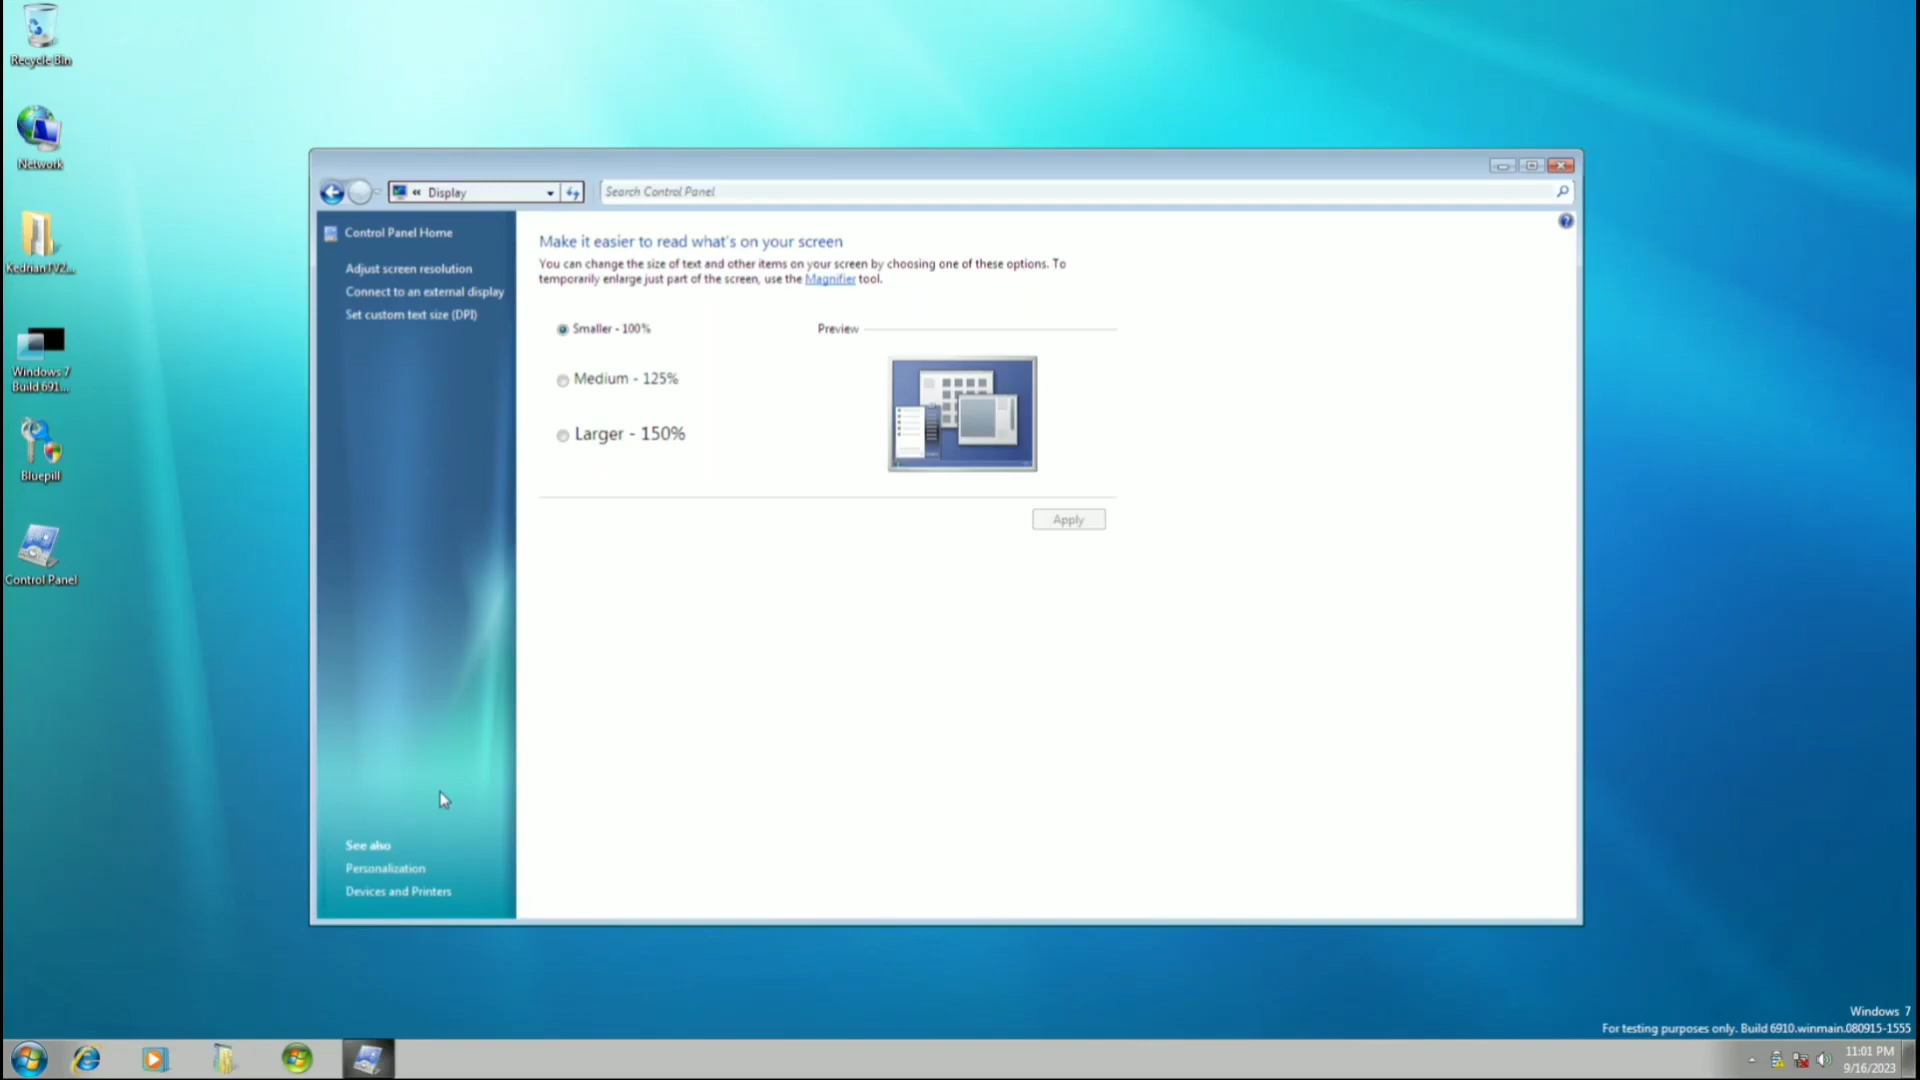 Recycle Bin
Network
Windows 7
Build 691...
Bluepill
Control Panel
« Display
Search Control Panel
Control Panel Home
Adjust screen resolution
Connect to an external display
Set custom text size (DPI)
See also
Personalization
Devices and Printers
Make it easier to read what's on your screen
You can change the size of text and other items on your screen by choosing one of these options. To
temporarily enlarge just part of the screen, use the Magnifier tool.
Smaller - 100%
Medium - 125%
Larger - 150%
Preview
Apply
Windows 7
For testing purposes only. Build 6910.winmain.080915-1555
11:01 PM
9/16/2023